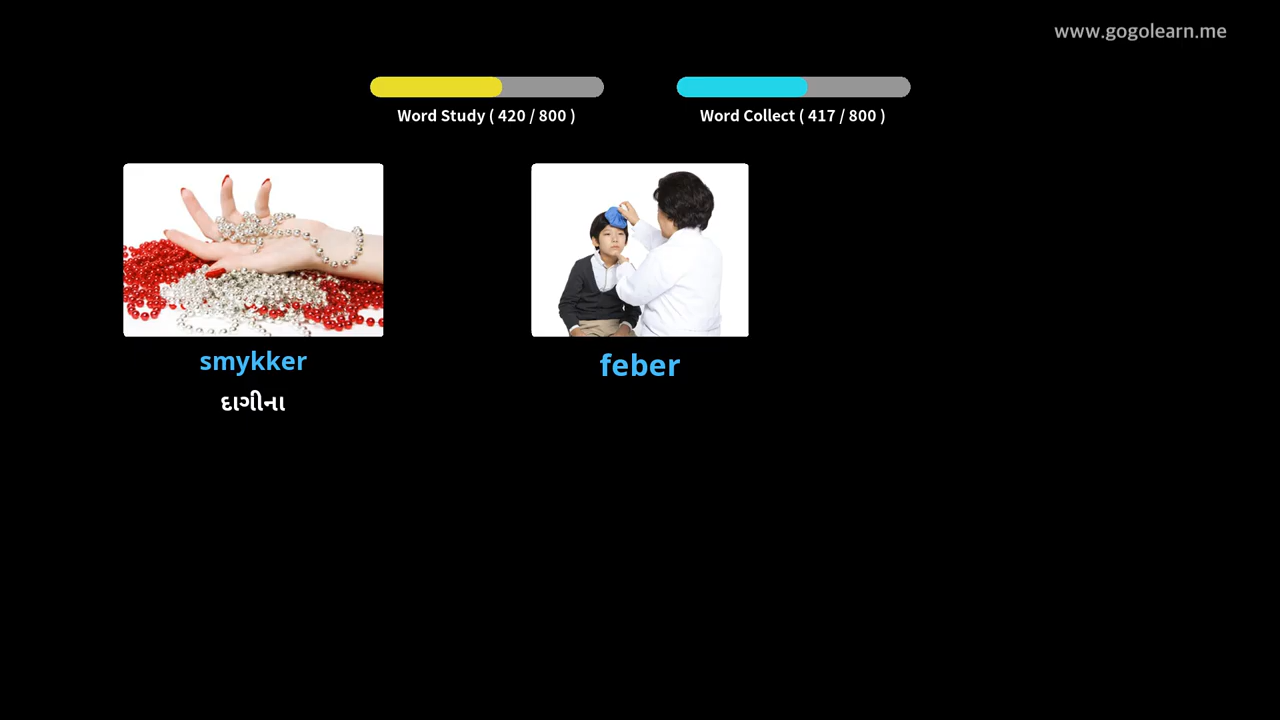 www.gogolearn.me
Word Study ( 420 / 800 )
Word Collect ( 417 / 800 )
smykker
feber
દાગીના